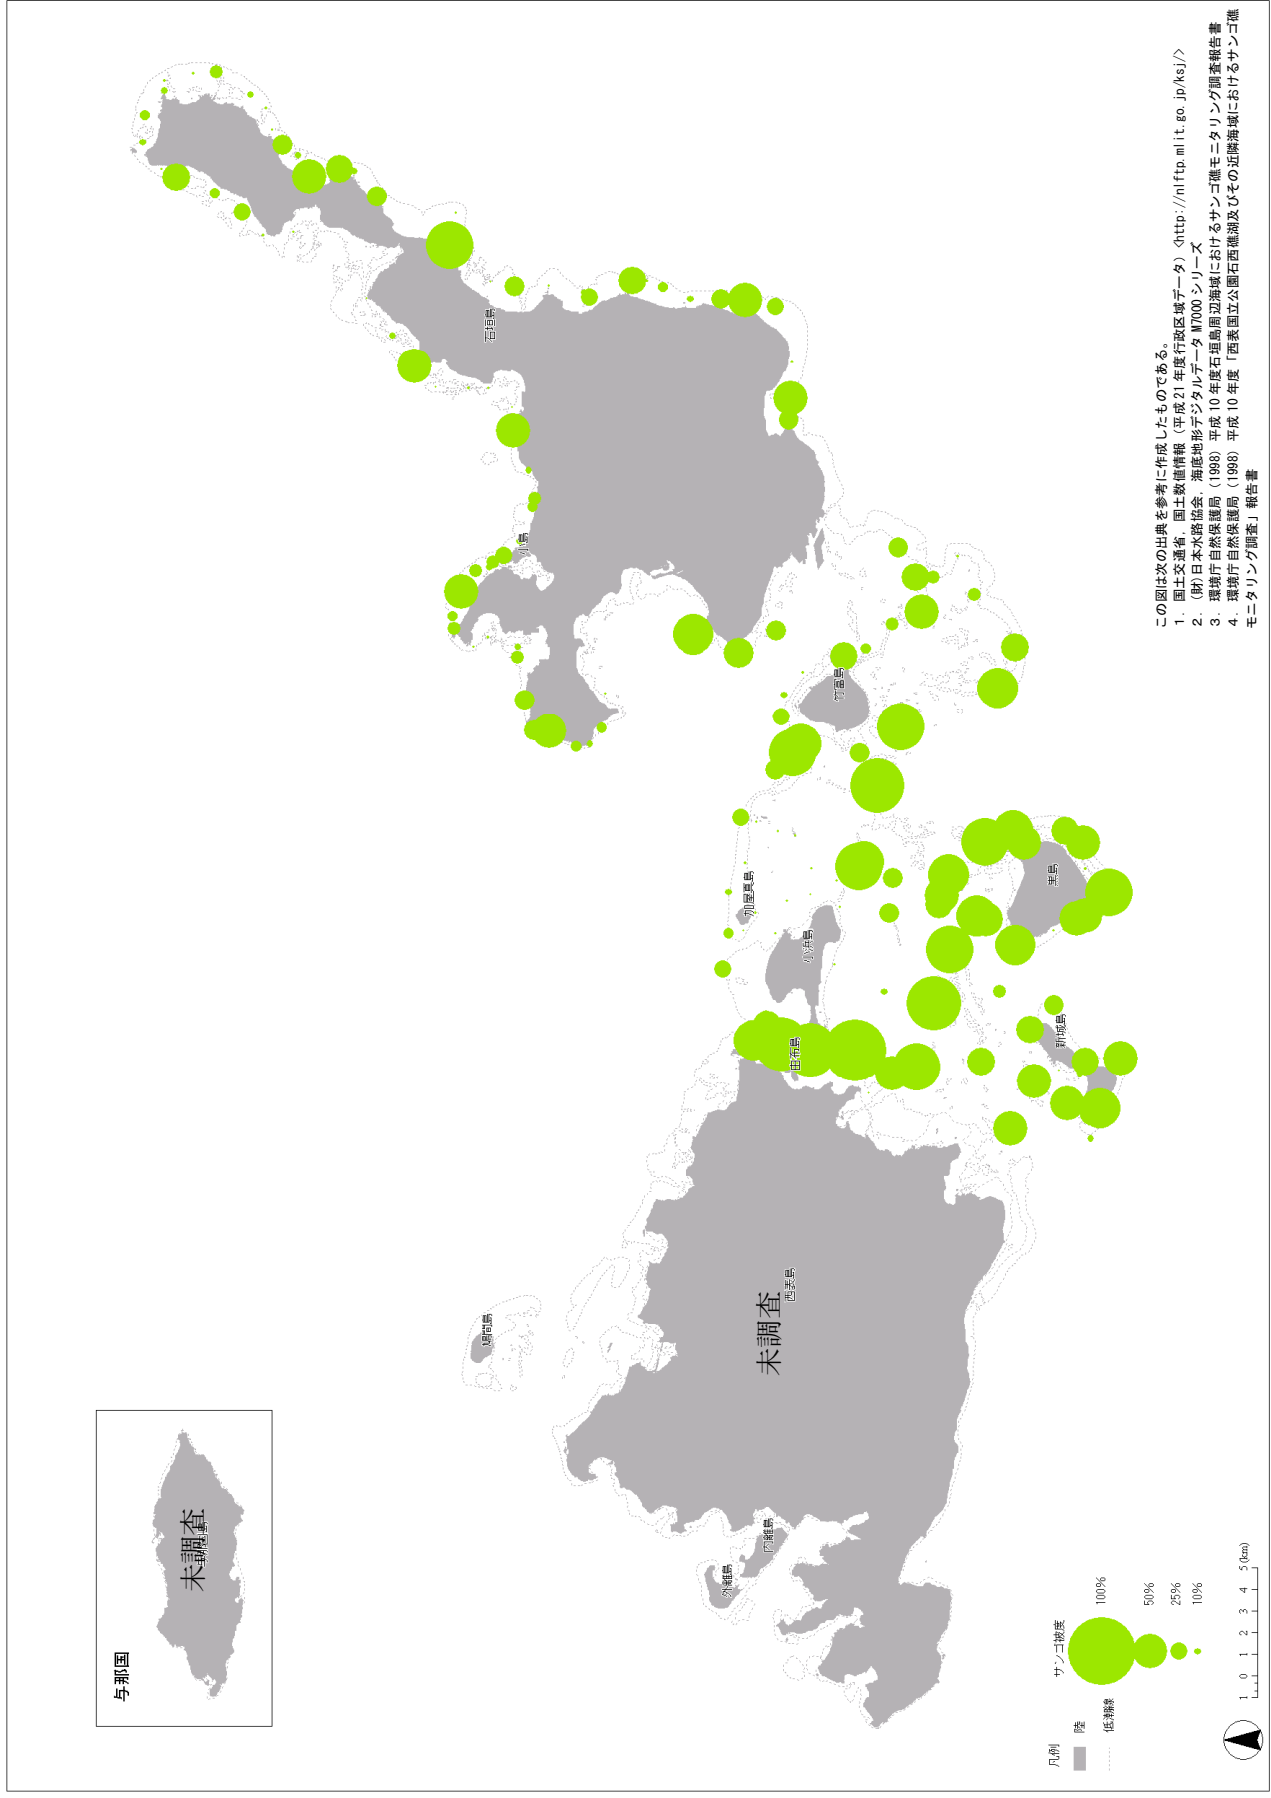 与那国
未調査
鳩間島
外離島
内離島
未調査
西表島
由布島
小浜島
加屋真島
新城島
黒島
竹富島
小島
石垣島
凡例
陸
低潮線
サンゴ被度
100%
50%
25%
10%
1 0 1 2 3 4 5 (km)
この図は次の出典を参考に作成したものである。
1. 国土交通省, 国土数値情報 (平成21年度行政区域データ) <http://nlftp.mlit.go.jp/ksj/>
2. (財)日本水路協会, 海底地形デジタルデータ M7000 シリーズ
3. 環境庁自然保護局 (1998) 平成10年度石垣島周辺海域におけるサンゴ礁モニタリング調査報告書
4. 環境庁自然保護局 (1998) 平成10年度「西表国立公園石西礁湖及びその近隣海域におけるサンゴ礁
モニタリング調査」報告書